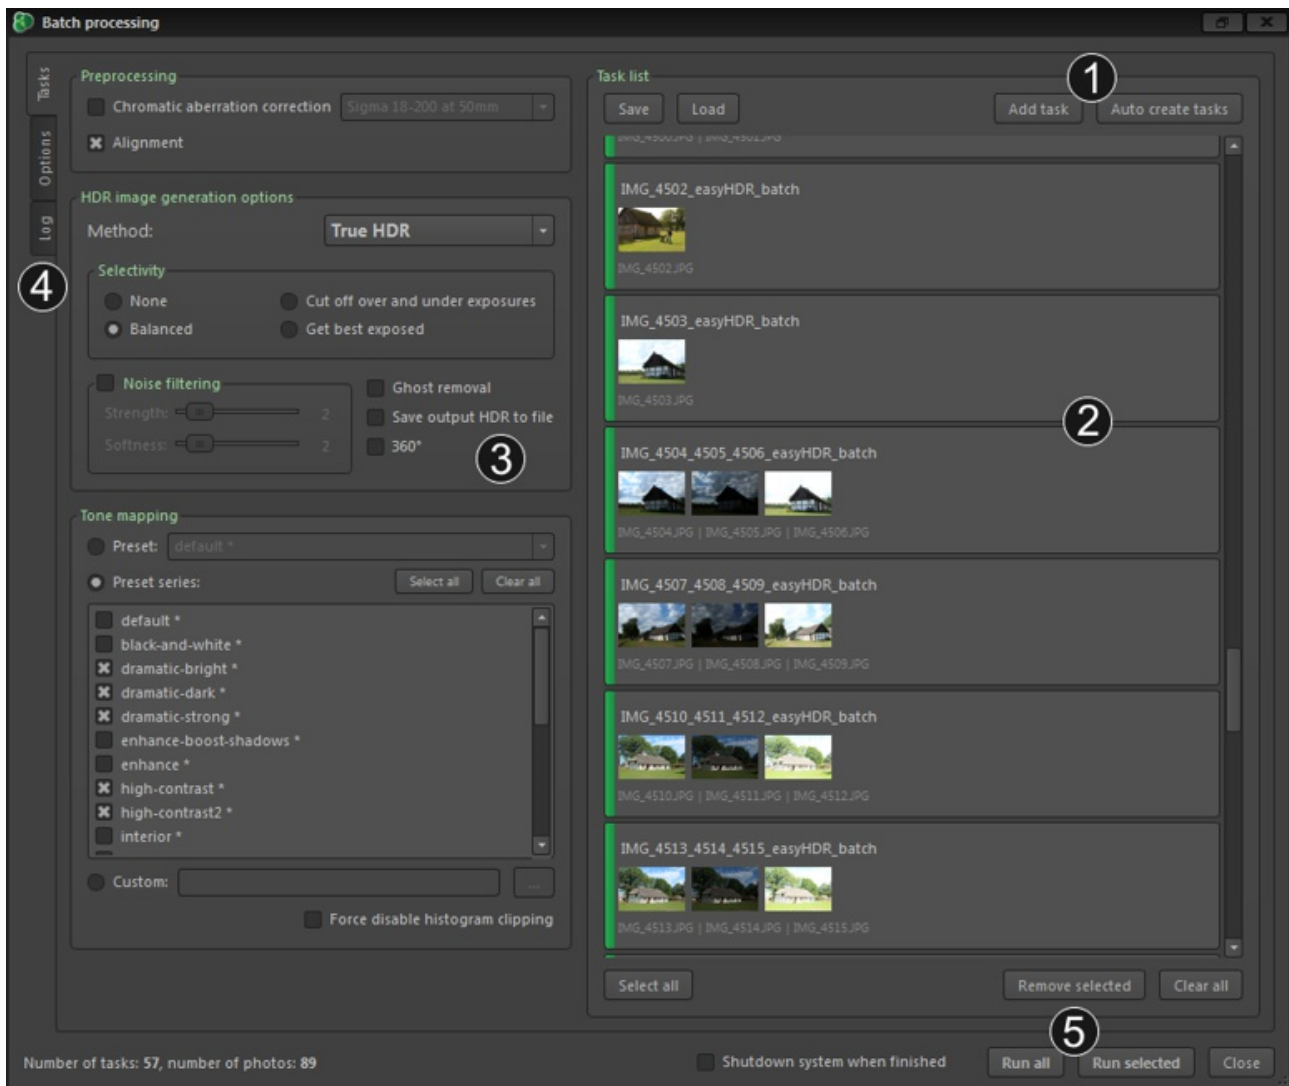 Batch processing
Tasks
Options
Log
4
Preprocessing
Chromatic aberration correction Sigma 18-200 at 50mm
Alignment
HDR image generation options
Method: True HDR
Selectivity
None Cut off over and under exposures
Balanced Get best exposed
Noise filtering
Strength: 2
Softness: 2
Ghost removal
Save output HDR to file
360°
3
Tone mapping
Preset: default *
Preset series: Select all Clear all
default *
black-and-white *
dramatic-bright *
dramatic-dark *
dramatic-strong *
enhance-boost-shadows *
enhance *
high-contrast *
high-contrast2 *
interior *
Custom: ...
Force disable histogram clipping
Task list
1
Save Load Add task Auto create tasks
IMG_4500.JPG | IMG_4501.JPG
IMG_4502_easyHDR_batch
IMG_4502.JPG
IMG_4503_easyHDR_batch
IMG_4503.JPG
2
IMG_4504_4505_4506_easyHDR_batch
IMG_4504.JPG | IMG_4505.JPG | IMG_4506.JPG
IMG_4507_4508_4509_easyHDR_batch
IMG_4507.JPG | IMG_4508.JPG | IMG_4509.JPG
IMG_4510_4511_4512_easyHDR_batch
IMG_4510.JPG | IMG_4511.JPG | IMG_4512.JPG
IMG_4513_4514_4515_easyHDR_batch
IMG_4513.JPG | IMG_4514.JPG | IMG_4515.JPG
Select all Remove selected Clear all
5
Number of tasks: 57, number of photos: 89
Shutdown system when finished Run all Run selected Close